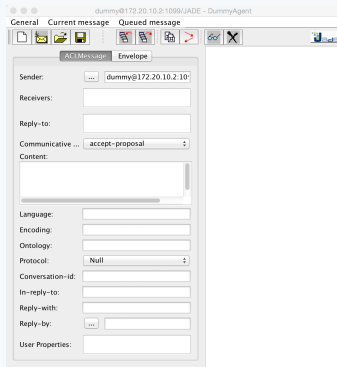 dummy@172.20.10.2:1099/JADE - DummyAgent
General Current message Queued message
ACLMessage Envelope
Sender: ... dummy@172.20.10.2:10
Receivers:
Reply-to:
Communicative ... accept-proposal
Content:
Language:
Encoding:
Ontology:
Protocol: Null
Conversation-id:
In-reply-to:
Reply-with:
Reply-by: ...
User Properties: